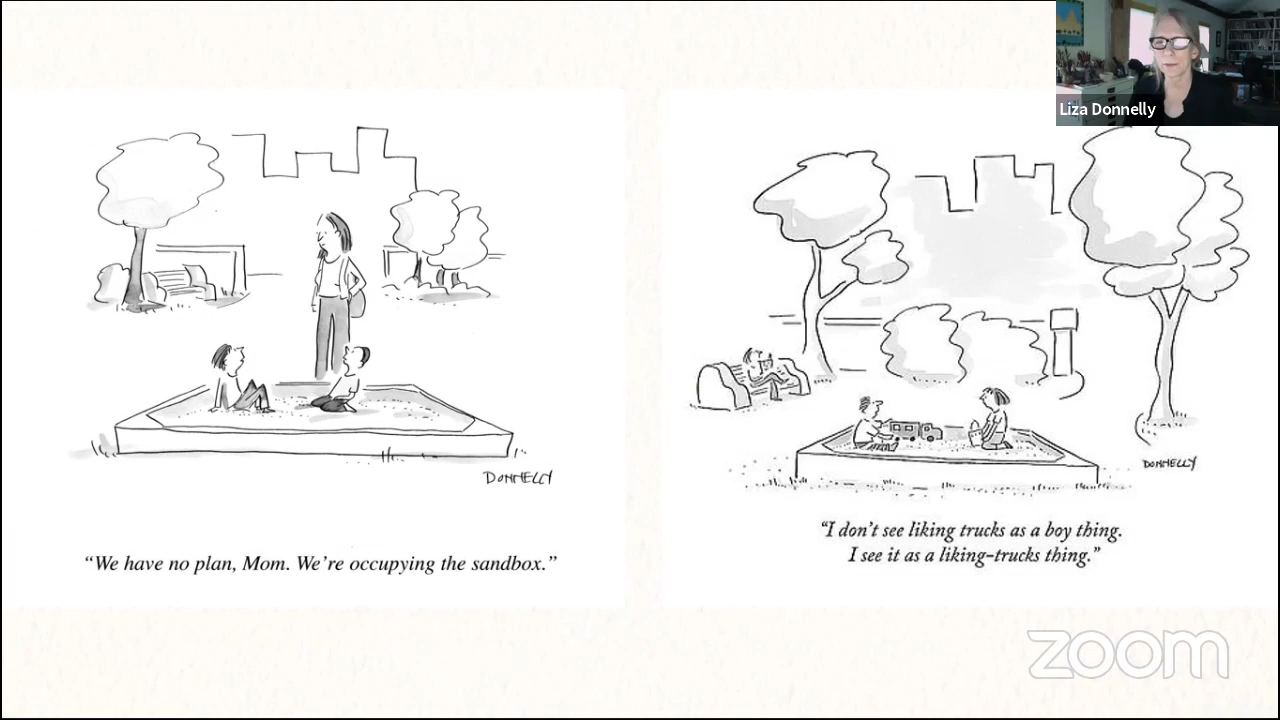 Liza Donnelly
DONNELLY
“We have no plan, Mom. We’re occupying the sandbox.”
DONNELLY
“I don’t see liking trucks as a boy thing.
I see it as a liking–trucks thing.”
zoom